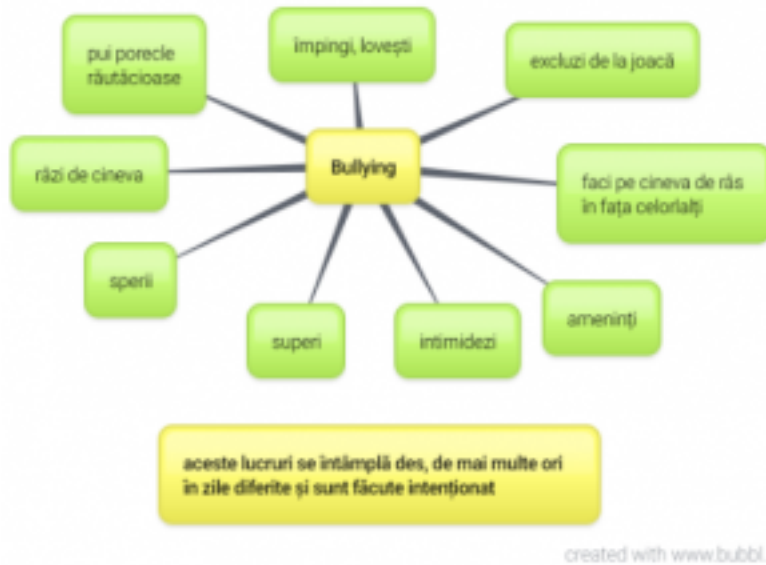 pui porecle
răutăcioase
împingi, lovești
excluzi de la joacă
râzi de cineva
Bullying
faci pe cineva de râs
în fața celorlalți
sperii
superi
intimidezi
ameninți
aceste lucruri se întâmplă des, de mai multe ori
în zile diferite și sunt făcute intenționat
created with www.bubbl.